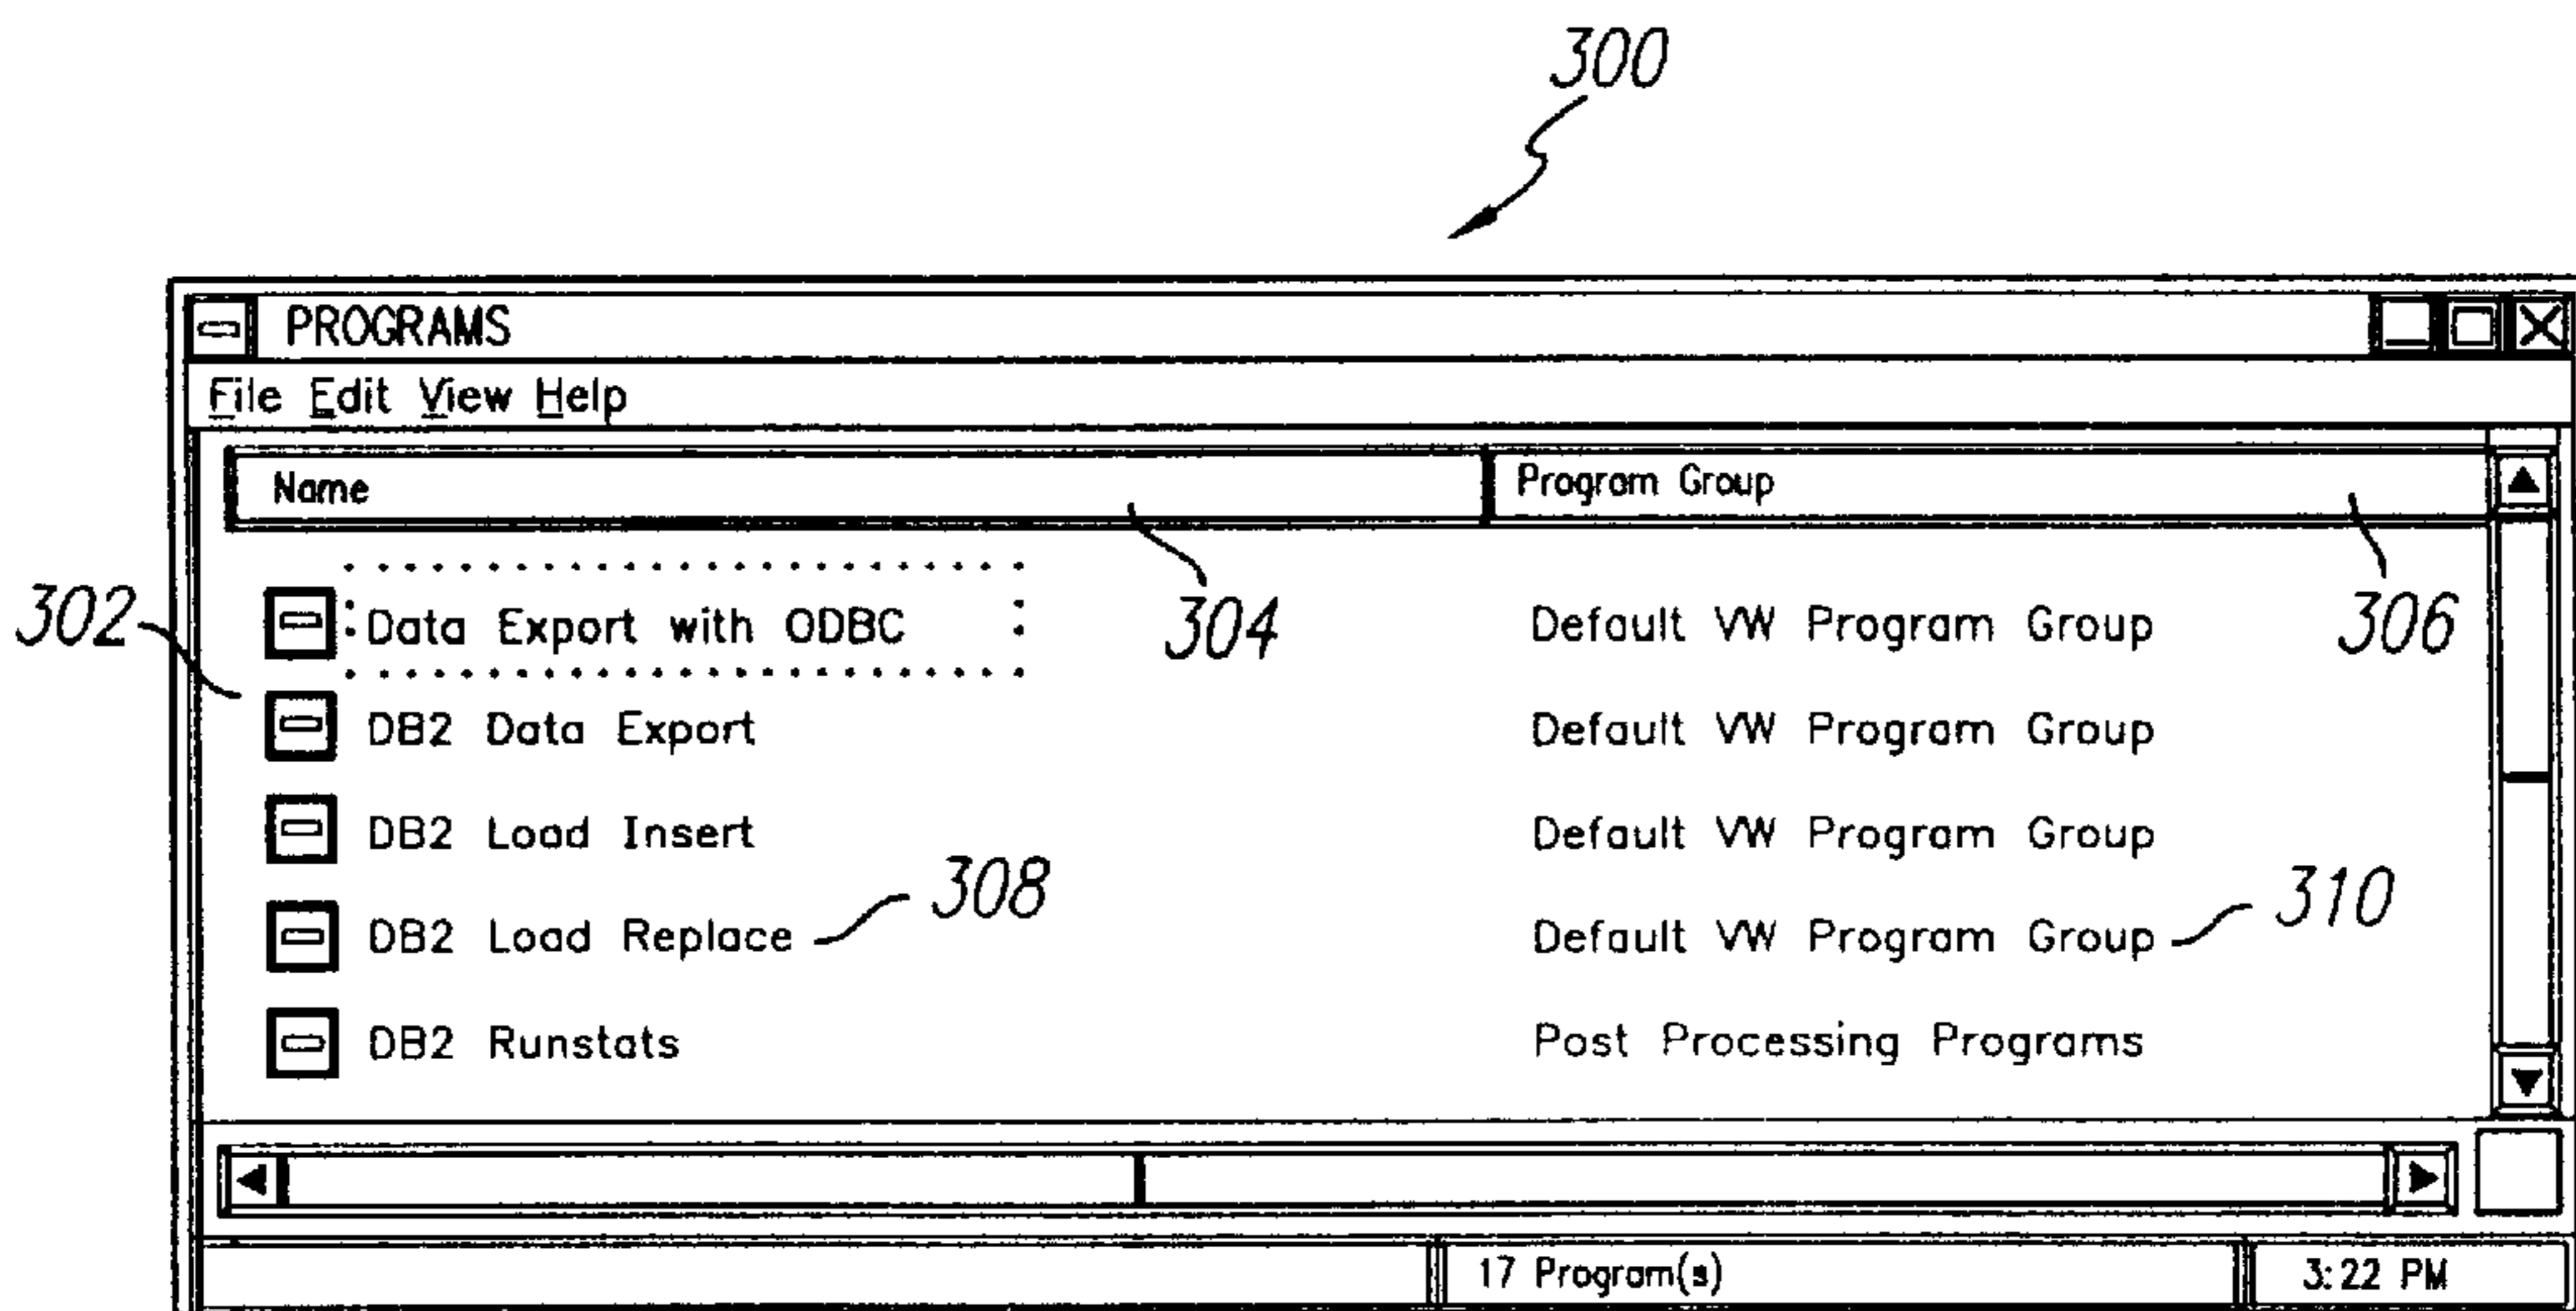 300
PROGRAMS
File Edit View Help
Name Program Group
302 Data Export with ODBC 304 Default VW Program Group 306
DB2 Data Export Default VW Program Group
DB2 Load Insert Default VW Program Group
DB2 Load Replace 308 Default VW Program Group 310
DB2 Runstats Post Processing Programs
17 Program(s) 3:22 PM